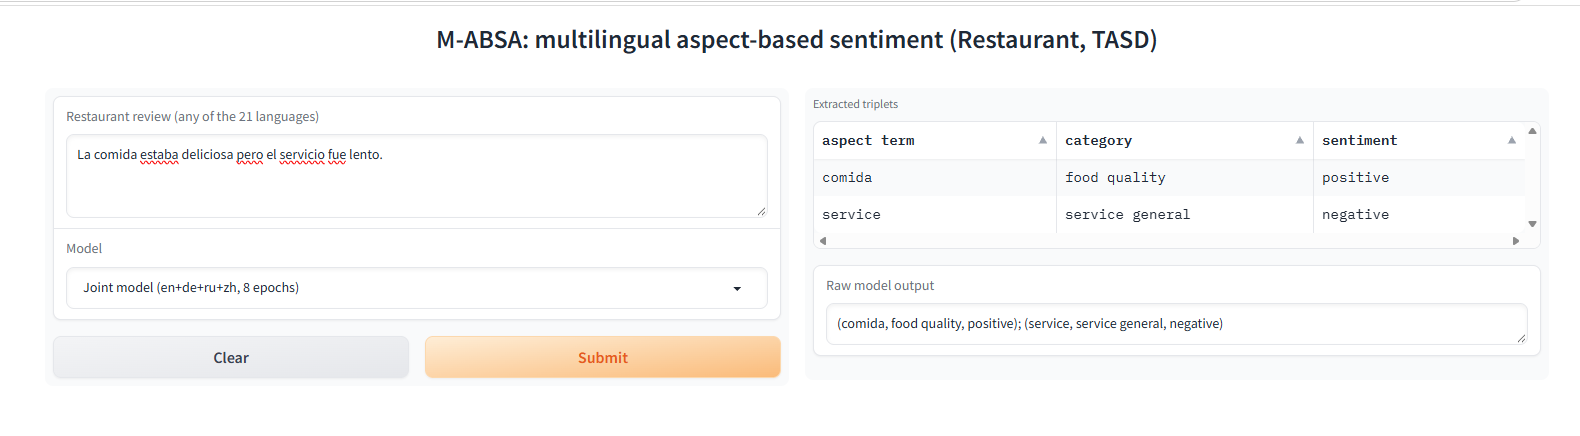 M-ABSA: multilingual aspect-based sentiment (Restaurant, TASD)
Restaurant review (any of the 21 languages)
La comida estaba deliciosa pero el servicio fue lento.
Model
Joint model (en+de+ru+zh, 8 epochs)
Clear
Submit
Extracted triplets
aspect term category sentiment
comida food quality positive
service service general negative
Raw model output
(comida, food quality, positive); (service, service general, negative)